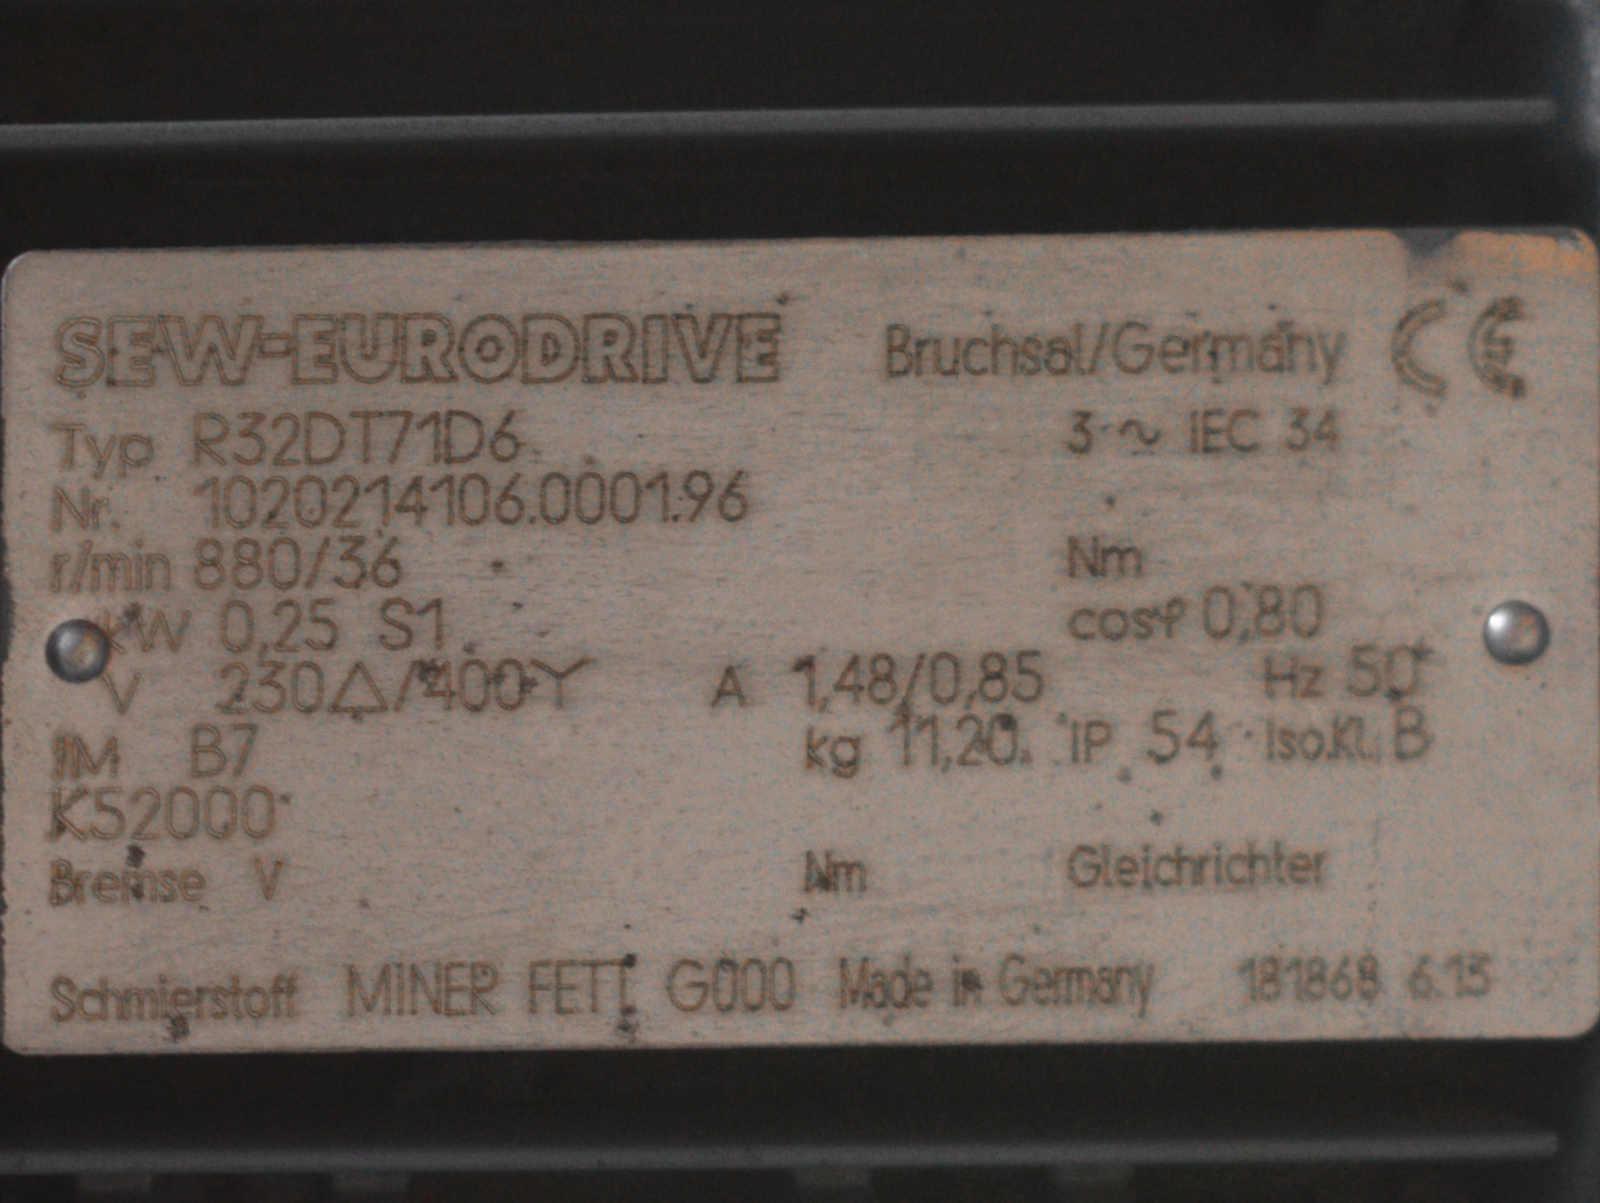 SEW-EURODRIVE Bruchsal/Germany CE
Typ R32DT71D6 3~ IEC 34
Nr. 1020214106.0001.96
r/min 880/36 Nm
kW 0,25 S1 cosφ 0,80
V 230△/400Y A 1,48/0,85 Hz 50
IM B7 kg 11,20 IP 54 Iso.Kl. B
K52000
Bremse V Nm Gleichrichter
Schmierstoff MINER FETT G000 Made in Germany 181868 6.13